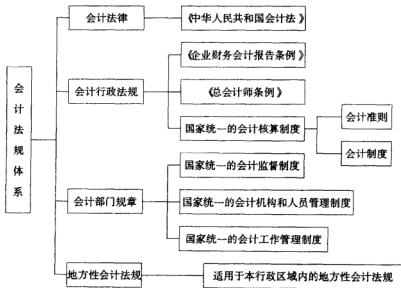 会计法规体系
会计法律
《中华人民共和国会计法》
会计行政法规
《企业财务会计报告条例》
《总会计师条例》
国家统一的会计核算制度
会计准则
会计制度
会计部门规章
国家统一的会计监督制度
国家统一的会计机构和人员管理制度
国家统一的会计工作管理制度
地方性会计法规
适用于本行政区域内的地方性会计法规